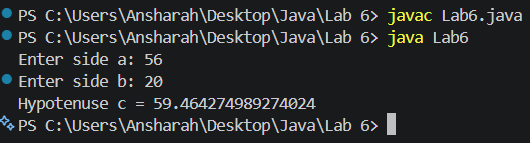 PS C:\Users\Ansharah\Desktop\Java\Lab 6> javac Lab6.java
PS C:\Users\Ansharah\Desktop\Java\Lab 6> java Lab6
Enter side a: 56
Enter side b: 20
Hypotenuse c = 59.464274989274024
PS C:\Users\Ansharah\Desktop\Java\Lab 6>